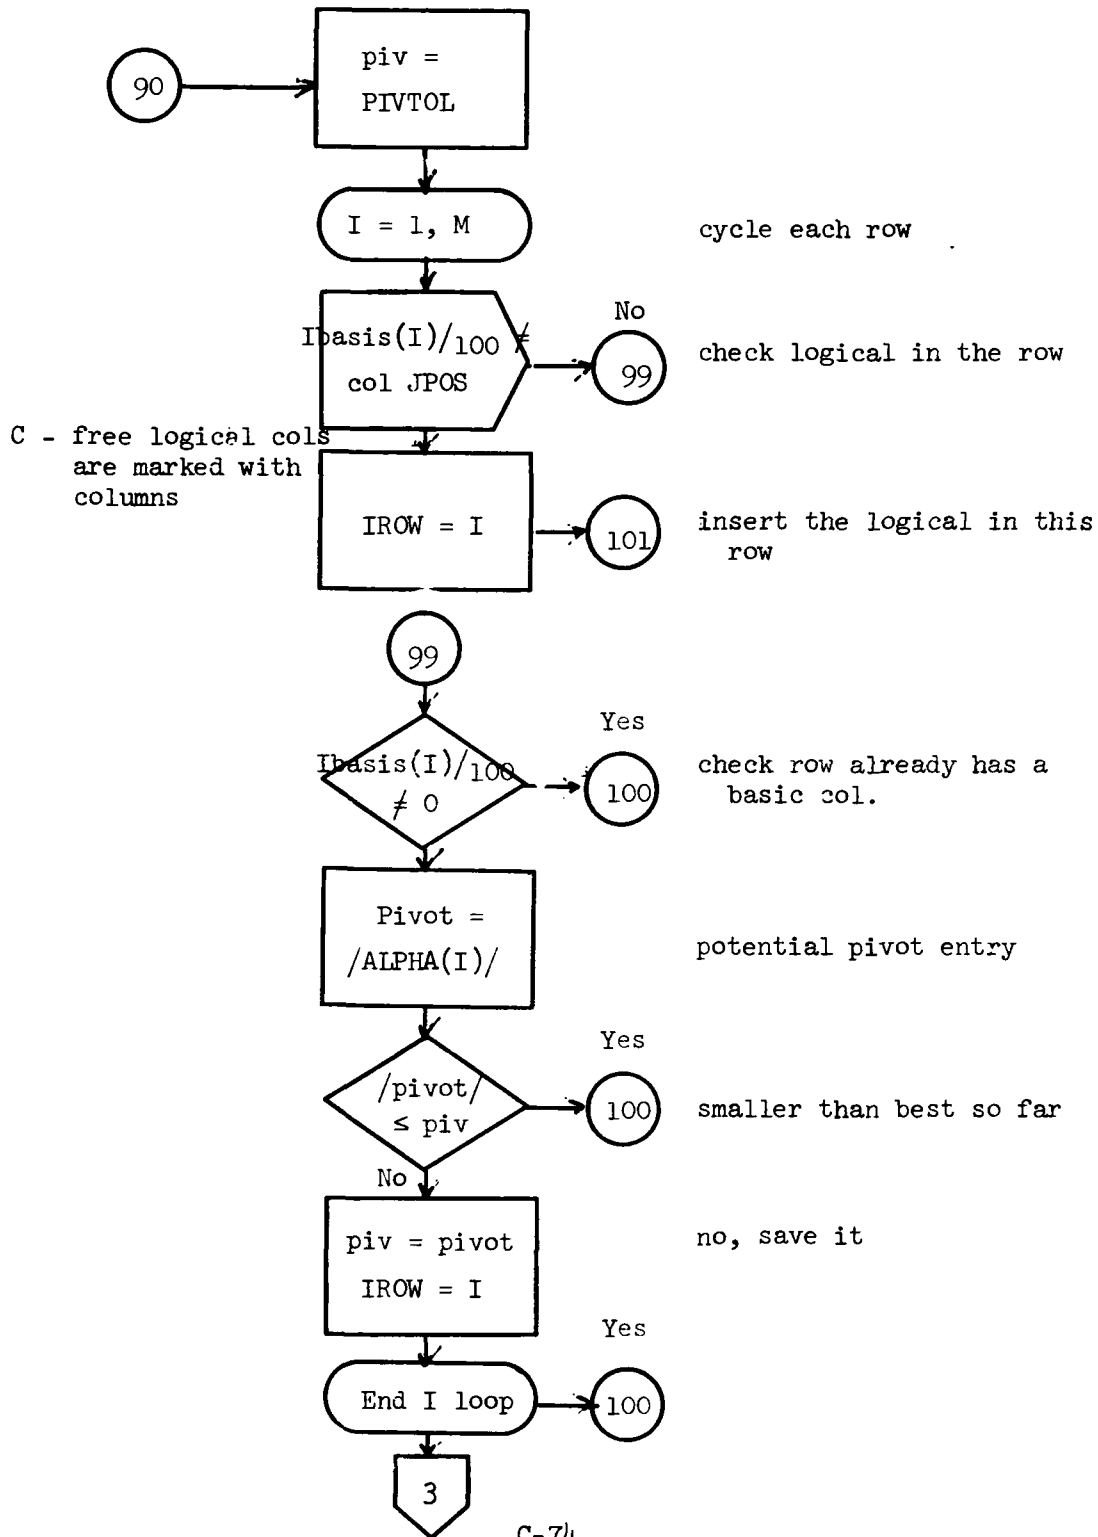 90
piv =
PIVTOL
I = 1, M
cycle each row
No
Ibasis(I)/100 ≠
col JPOS
99
check logical in the row
C - free logical cols
are marked with
columns
IROW = I
101
insert the logical in this
row
99
Yes
Ibasis(I)/100
≠ 0
100
check row already has a
basic col.
Pivot =
/ALPHA(I)/
potential pivot entry
Yes
/pivot/
≤ piv
100
smaller than best so far
No
piv = pivot
IROW = I
no, save it
Yes
End I loop
100
3
C-74